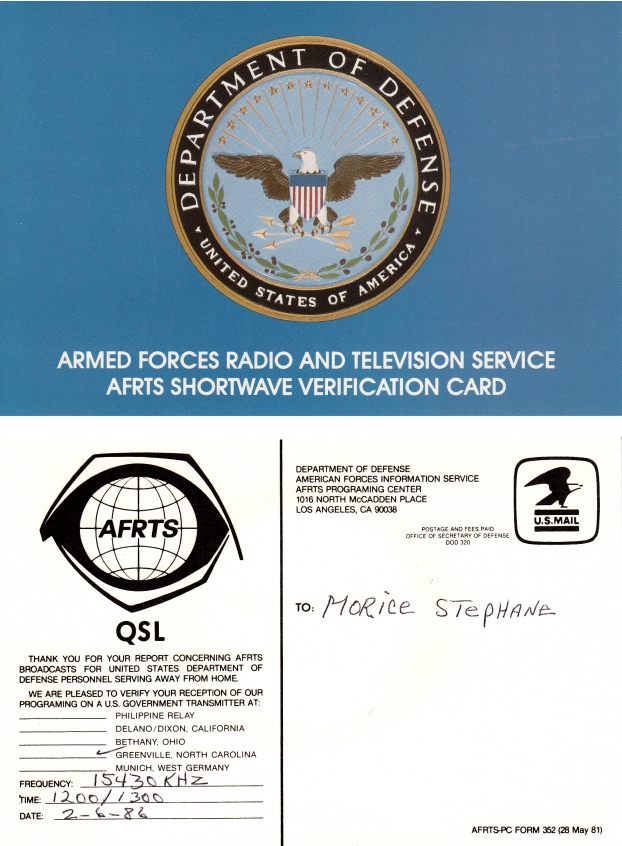 DEPARTMENT OF DEFENSE
UNITED STATES OF AMERICA
ARMED FORCES RADIO AND TELEVISION SERVICE
AFRTS SHORTWAVE VERIFICATION CARD
AFRTS
QSL
THANK YOU FOR YOUR REPORT CONCERNING AFRTS
BROADCASTS FOR UNITED STATES DEPARTMENT OF
DEFENSE PERSONNEL SERVING AWAY FROM HOME.
WE ARE PLEASED TO VERIFY YOUR RECEPTION OF OUR
PROGRAMING ON A U.S. GOVERNMENT TRANSMITTER AT:
PHILIPPINE RELAY
DELANO/DIXON, CALIFORNIA
BETHANY, OHIO
GREENVILLE, NORTH CAROLINA
MUNICH, WEST GERMANY
FREQUENCY: 15430 KHZ
TIME: 1200/1300
DATE: 2-6-86
DEPARTMENT OF DEFENSE
AMERICAN FORCES INFORMATION SERVICE
AFRTS PROGRAMING CENTER
1016 NORTH McCADDEN PLACE
LOS ANGELES, CA 90038
POSTAGE AND FEES PAID
OFFICE OF SECRETARY OF DEFENSE
DOD 320
U.S.MAIL
TO: MORICE STEPHANE
AFRTS-PC FORM 352 (28 May 81)